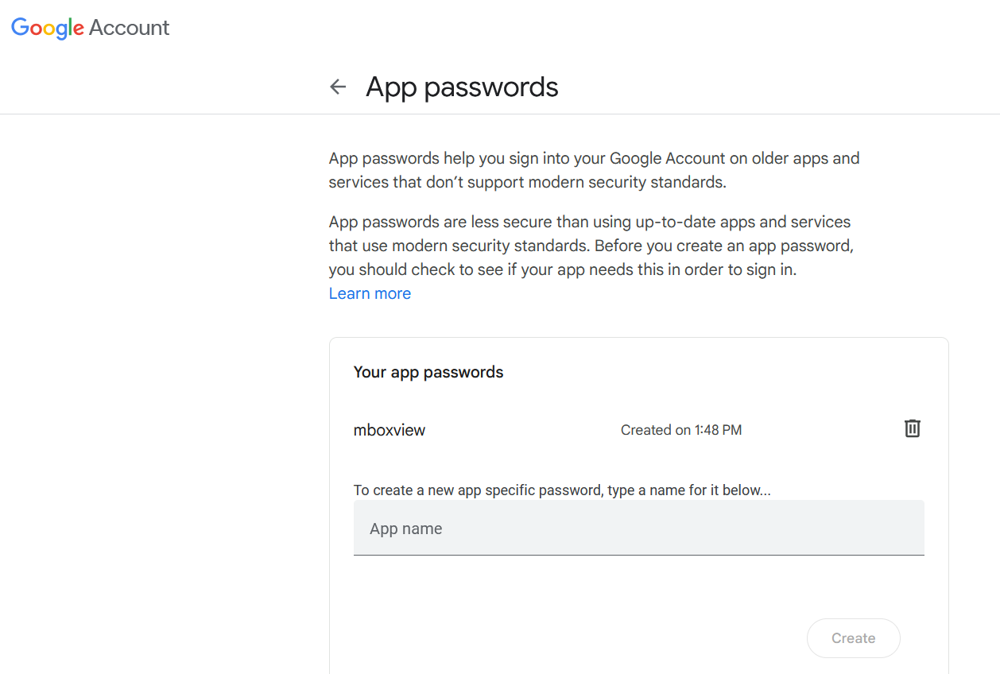 Google Account
App passwords
App passwords help you sign into your Google Account on older apps and
services that don’t support modern security standards.
App passwords are less secure than using up-to-date apps and services
that use modern security standards. Before you create an app password,
you should check to see if your app needs this in order to sign in.
Learn more
Your app passwords
mboxview Created on 1:48 PM
To create a new app specific password, type a name for it below...
App name
Create